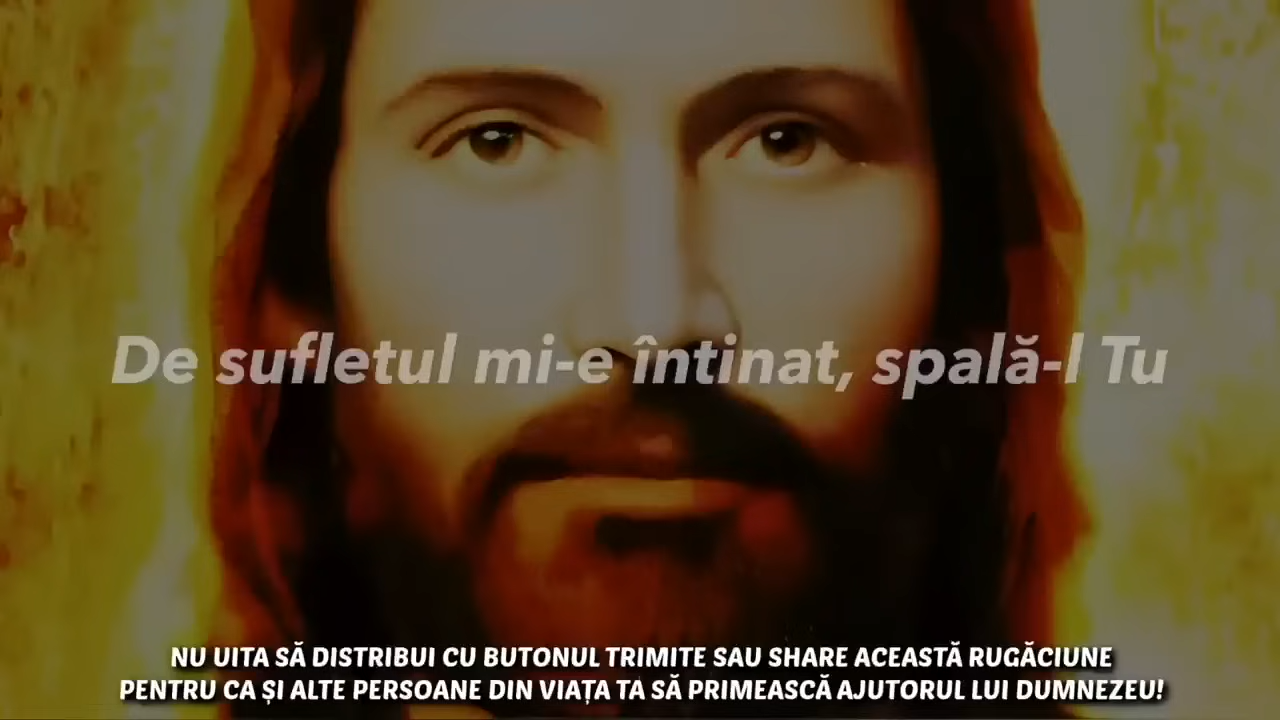 De sufletul mi-e întinat, spală-l Tu
NU UITA SĂ DISTRIBUI CU BUTONUL TRIMITE SAU SHARE ACEASTĂ RUGĂCIUNE
PENTRU CA ȘI ALTE PERSOANE DIN VIAȚA TA SĂ PRIMEASCĂ AJUTORUL LUI DUMNEZEU!